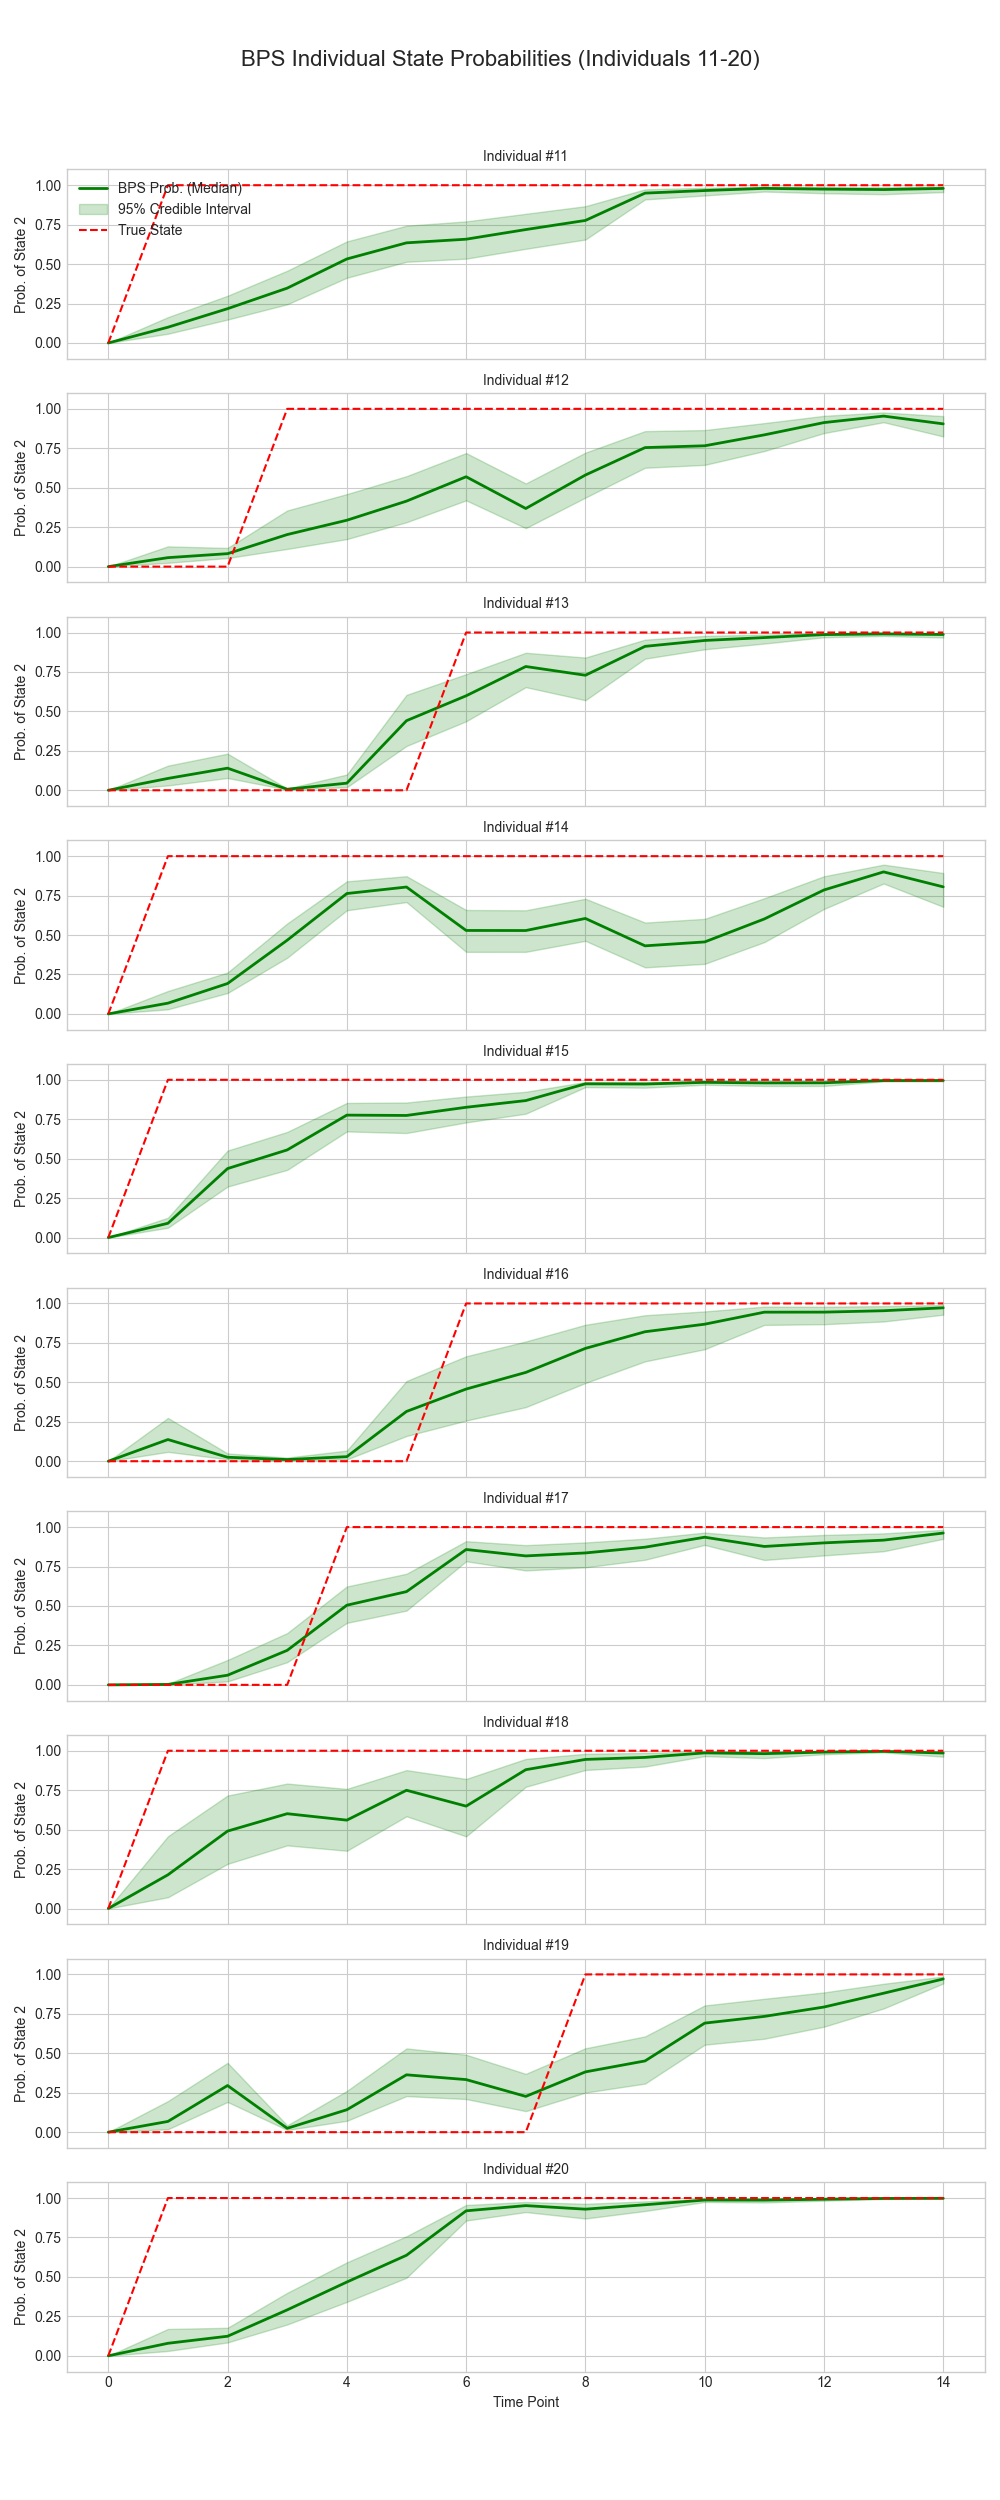 BPS Individual State Probabilities (Individuals 11-20)
Individual #11
BPS Prob. (Median)
95% Credible Interval
True State
Prob. of State 2
1.00
0.75
0.50
0.25
0.00
Individual #12
Prob. of State 2
1.00
0.75
0.50
0.25
0.00
Individual #13
Prob. of State 2
1.00
0.75
0.50
0.25
0.00
Individual #14
Prob. of State 2
1.00
0.75
0.50
0.25
0.00
Individual #15
Prob. of State 2
1.00
0.75
0.50
0.25
0.00
Individual #16
Prob. of State 2
1.00
0.75
0.50
0.25
0.00
Individual #17
Prob. of State 2
1.00
0.75
0.50
0.25
0.00
Individual #18
Prob. of State 2
1.00
0.75
0.50
0.25
0.00
Individual #19
Prob. of State 2
1.00
0.75
0.50
0.25
0.00
Individual #20
Prob. of State 2
1.00
0.75
0.50
0.25
0.00
0 2 4 6 8 10 12 14
Time Point